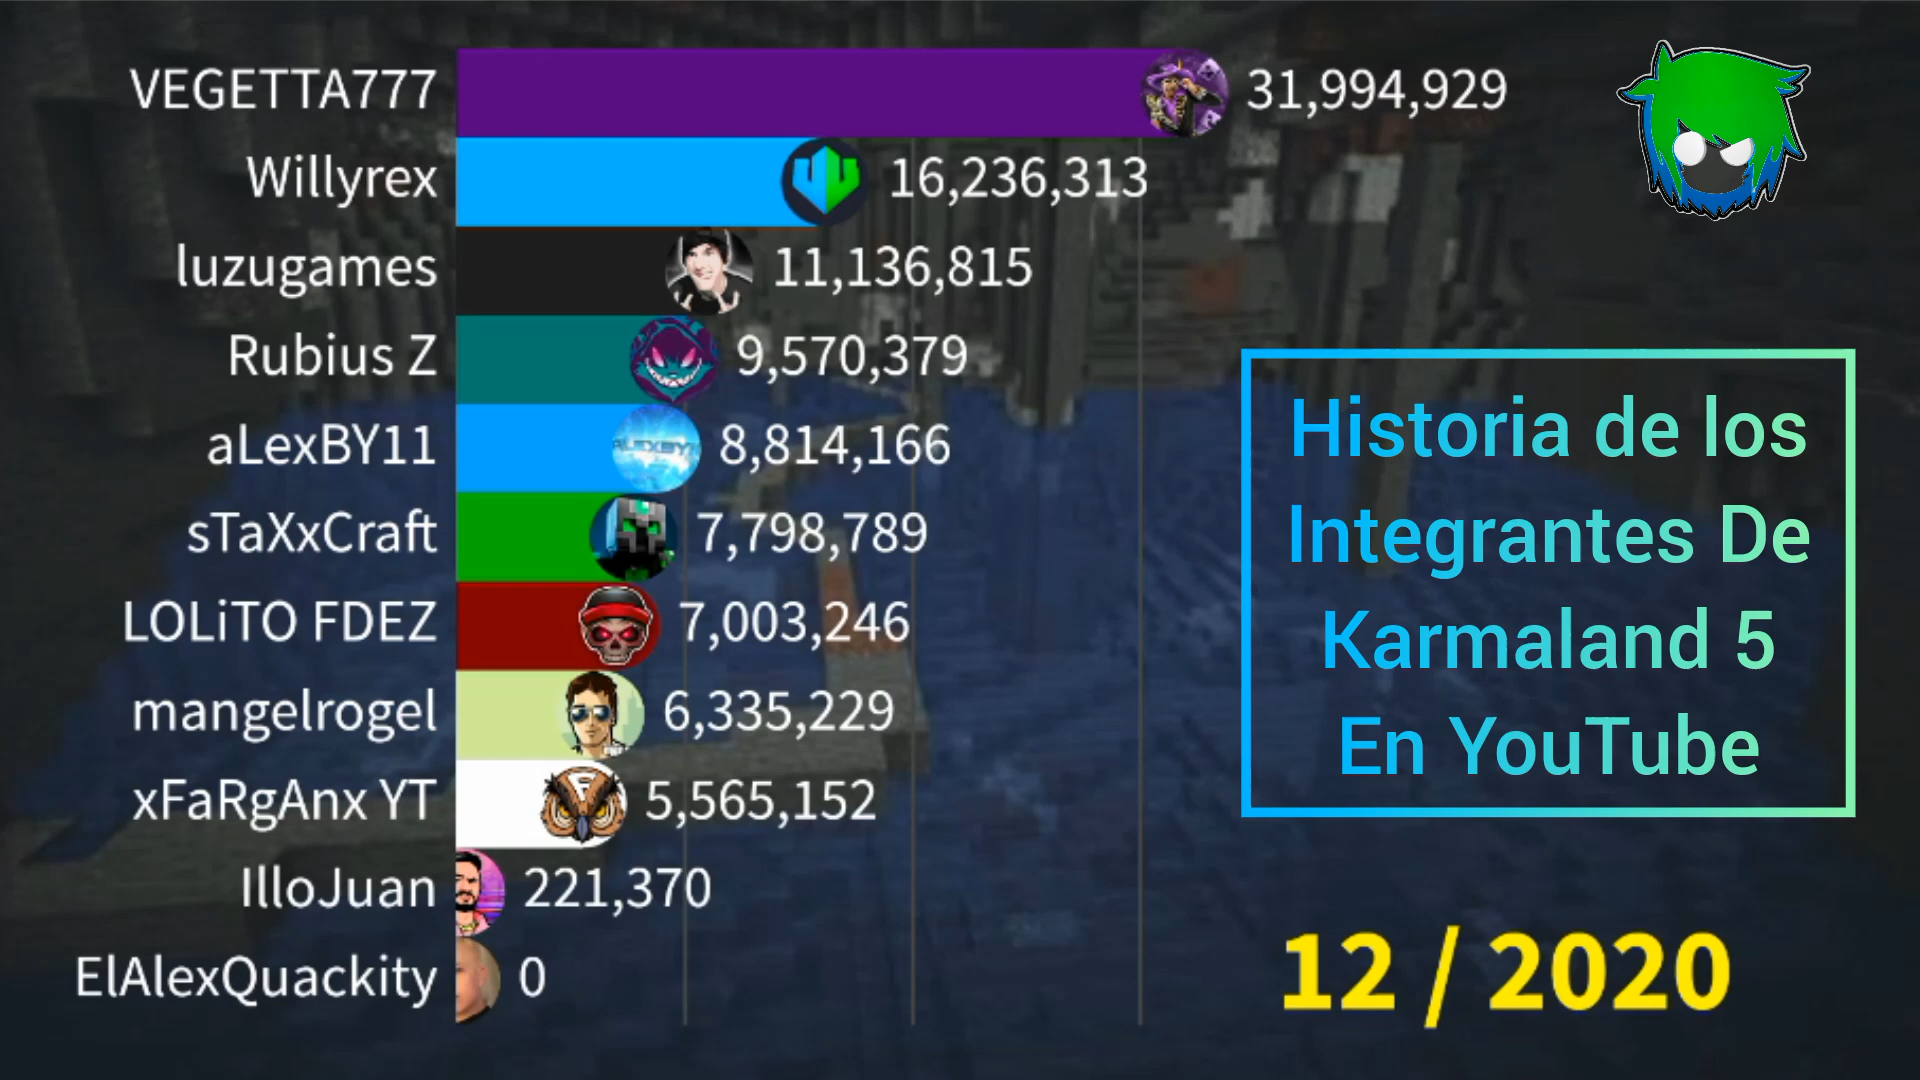 VEGETTA777 31,994,929
Willyrex 16,236,313
luzugames 11,136,815
Rubius Z 9,570,379
aLexBY11 ALEXBY11 8,814,166
sTaXxCraft 7,798,789
LOLiTO FDEZ 7,003,246
mangelrogel 6,335,229
xFaRgAnx YT 5,565,152
IlloJuan 221,370
ElAlexQuackity 0
Historia de los
Integrantes De
Karmaland 5
En YouTube
12 / 2020